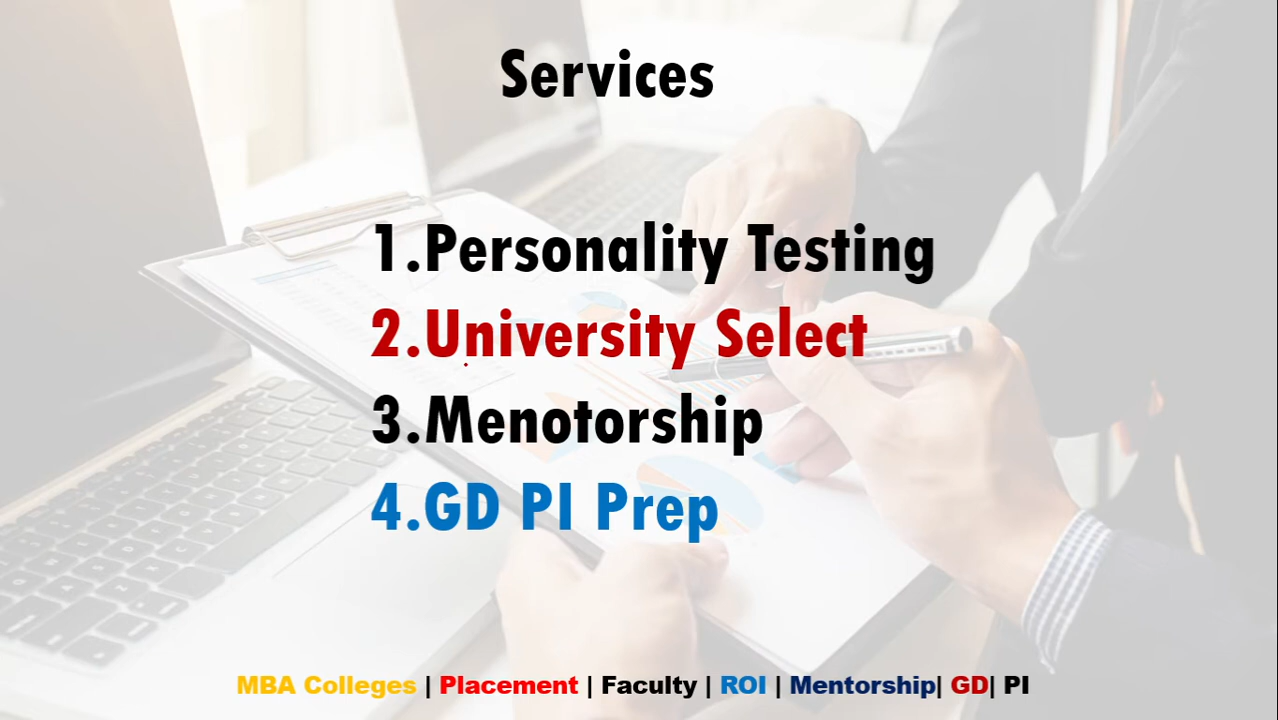 Services
1.Personality Testing
2.University Select
3.Menotorship
4.GD PI Prep
MBA Colleges | Placement | Faculty | ROI | Mentorship| GD| PI